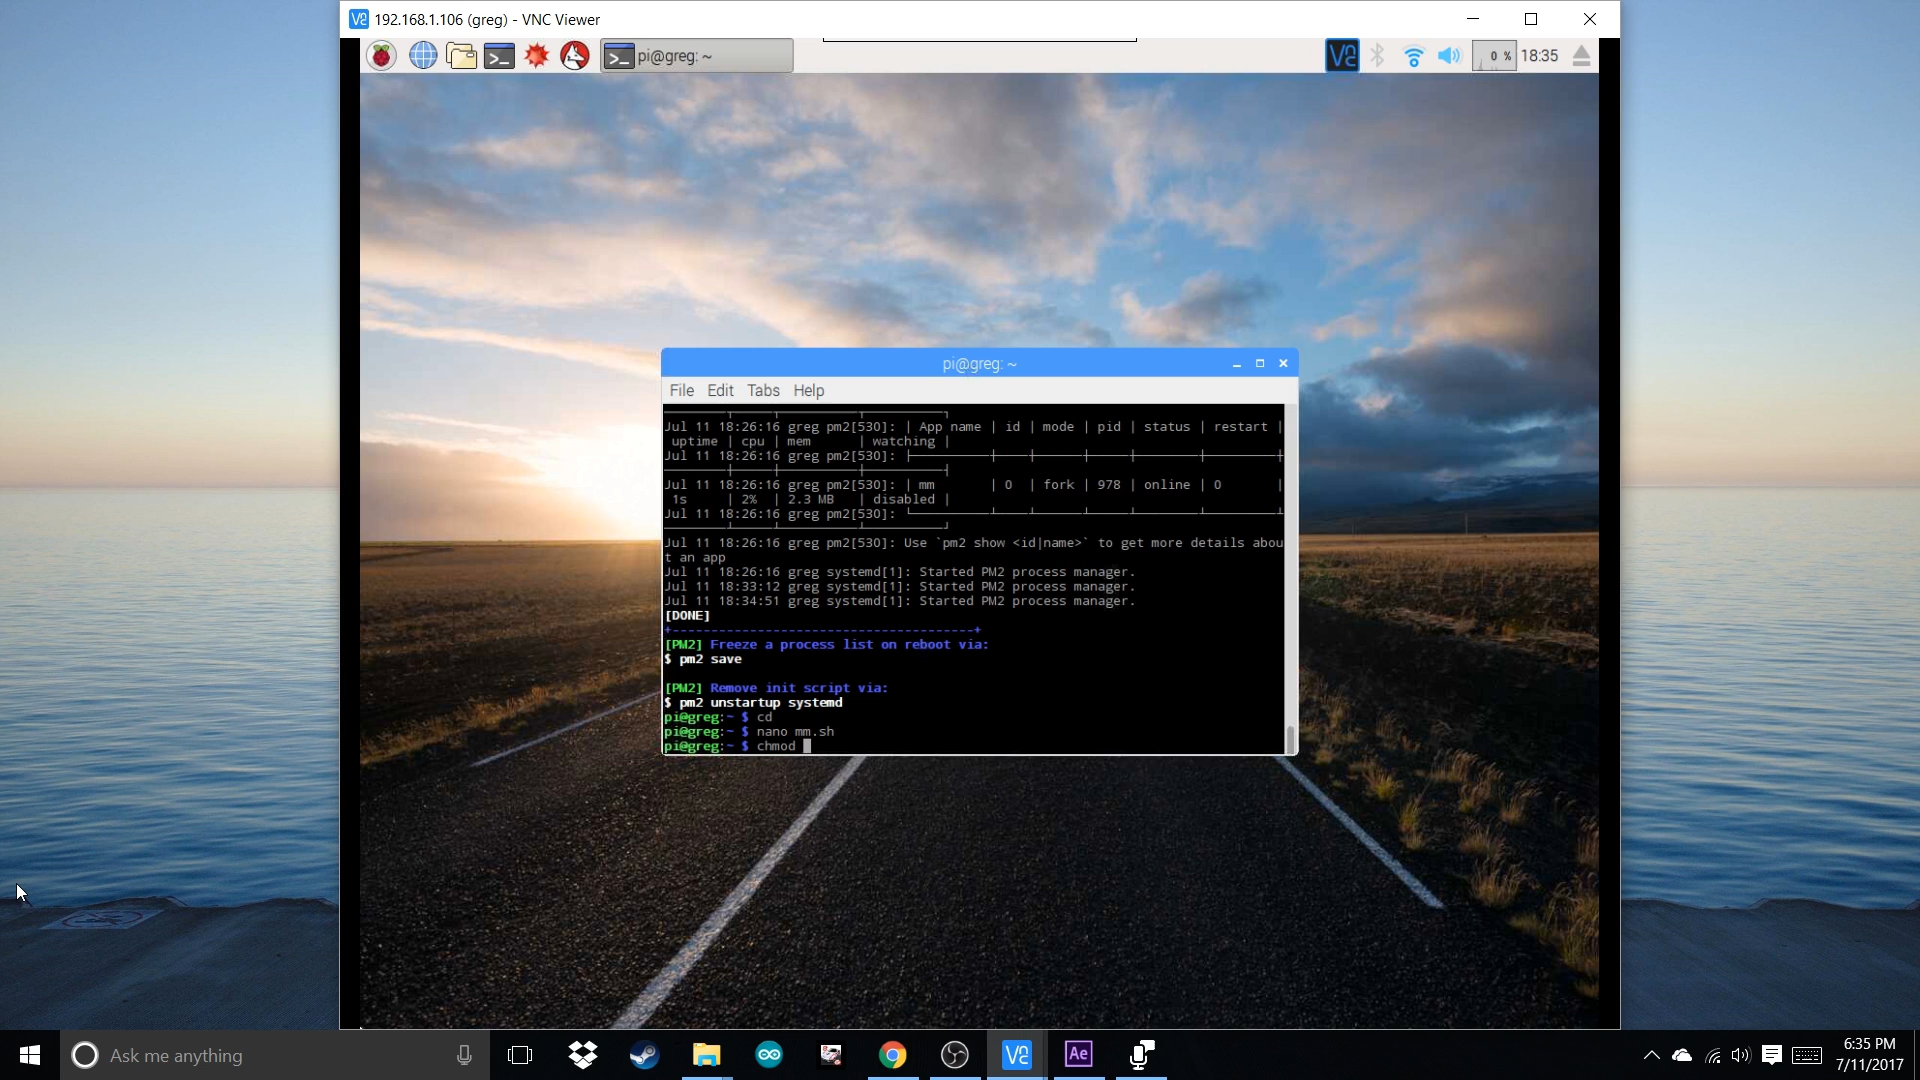 192.168.1.106 (greg) - VNC Viewer
pi@greg: ~
0 %
18:35
pi@greg: ~
File Edit Tabs Help
Jul 11 18:26:16 greg pm2[530]: | App name | id | mode | pid | status | restart |
uptime | cpu | mem | watching |
Jul 11 18:26:16 greg pm2[530]:
Jul 11 18:26:16 greg pm2[530]: | mm | 0 | fork | 978 | online | 0 |
1s | 2% | 2.3 MB | disabled |
Jul 11 18:26:16 greg pm2[530]:
Jul 11 18:26:16 greg pm2[530]: Use `pm2 show <id|name>` to get more details abou
t an app
Jul 11 18:26:16 greg systemd[1]: Started PM2 process manager.
Jul 11 18:33:12 greg systemd[1]: Started PM2 process manager.
Jul 11 18:34:51 greg systemd[1]: Started PM2 process manager.
[DONE]
+---------------------------------------+
[PM2] Freeze a process list on reboot via:
$ pm2 save
[PM2] Remove init script via:
$ pm2 unstartup systemd
pi@greg:~ $ cd
pi@greg:~ $ nano mm.sh
pi@greg:~ $ chmod
Ask me anything
Ae
6:35 PM
7/11/2017